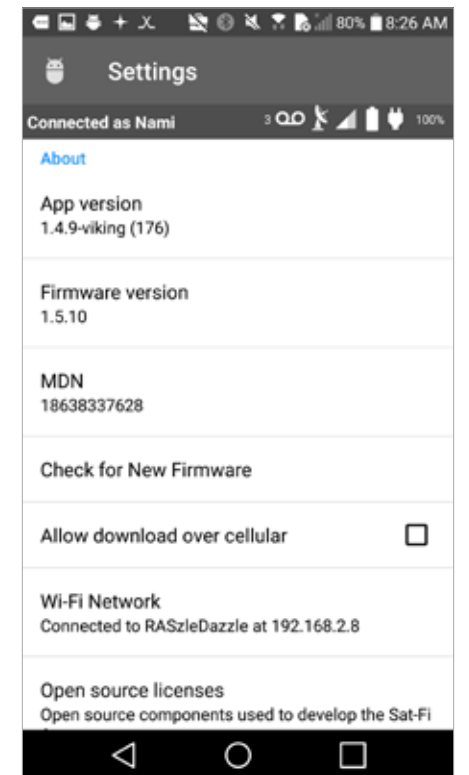 80% 8:26 AM
Settings
Connected as Nami 3 100%
About
App version
1.4.9-viking (176)
Firmware version
1.5.10
MDN
18638337628
Check for New Firmware
Allow download over cellular
Wi-Fi Network
Connected to RASzleDazzle at 192.168.2.8
Open source licenses
Open source components used to develop the Sat-Fi